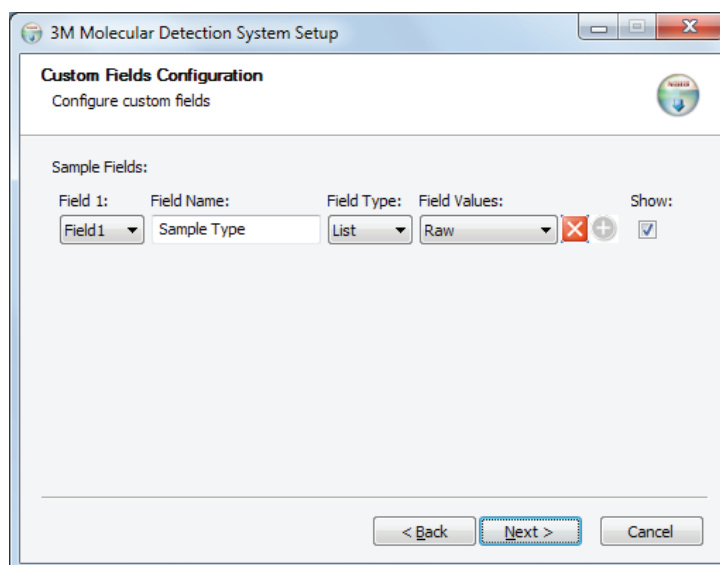 3M Molecular Detection System Setup
Custom Fields Configuration
Configure custom fields
Sample Fields:
Field 1: Field Name: Field Type: Field Values: Show:
Field1 Sample Type List Raw
< Back Next > Cancel